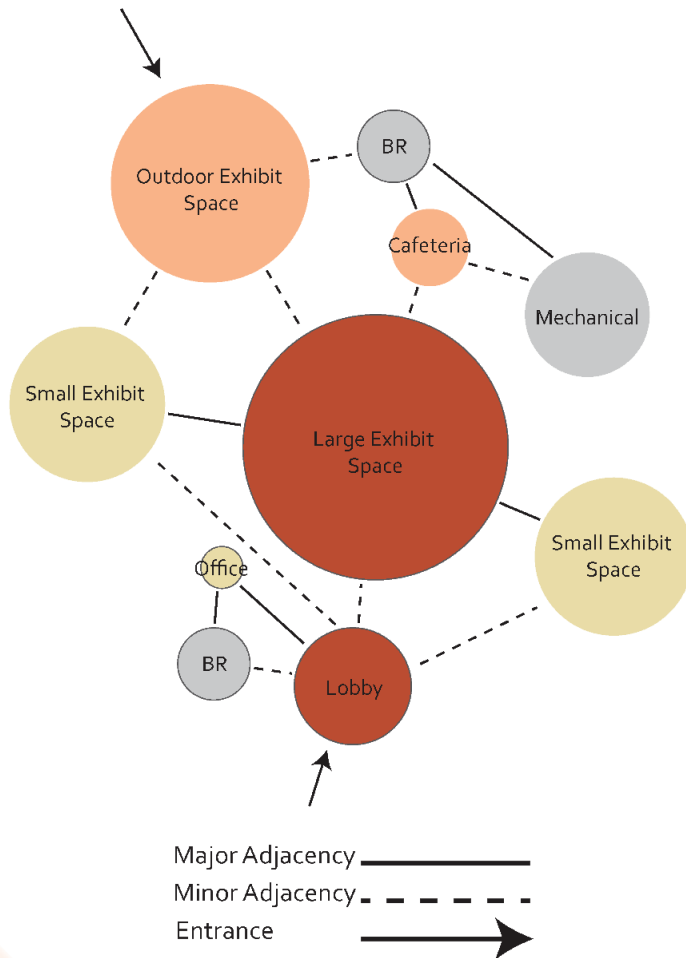 BR
Outdoor Exhibit
Space
Cafeteria
Mechanical
Small Exhibit
Space
Large Exhibit
Space
Small Exhibit
Space
Office
BR
Lobby
Major Adjacency
Minor Adjacency
Entrance